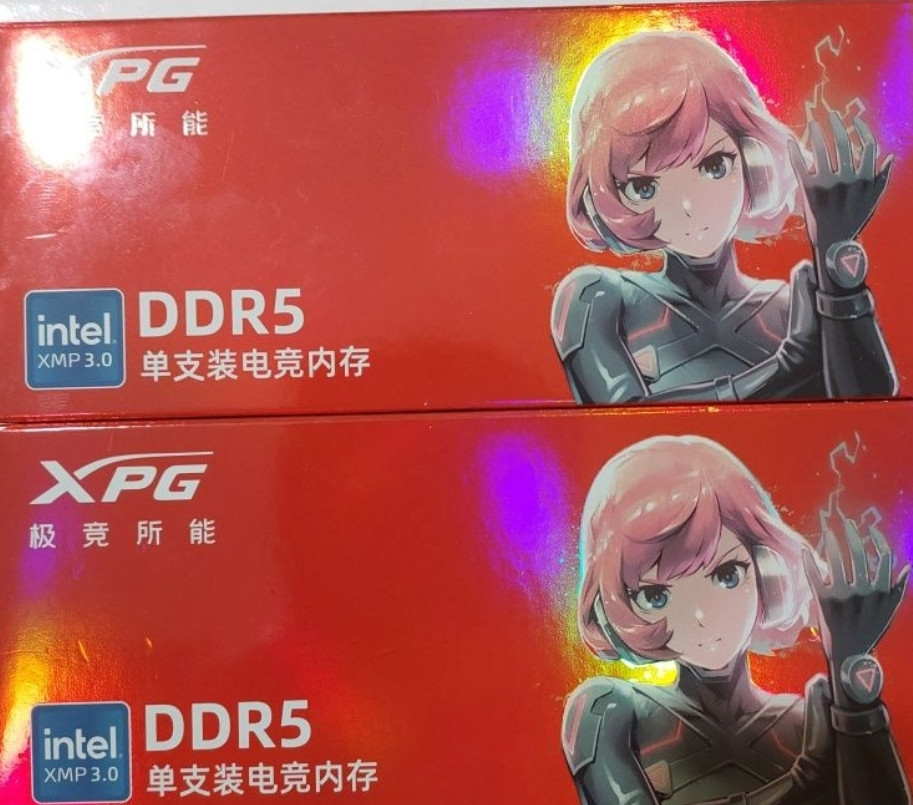 PG
所 能
intel
XMP 3.0
DDR5
单支装电竞内存
XPG
极 竞 所 能
intel
XMP 3.0
DDR5
单支装电竞内存